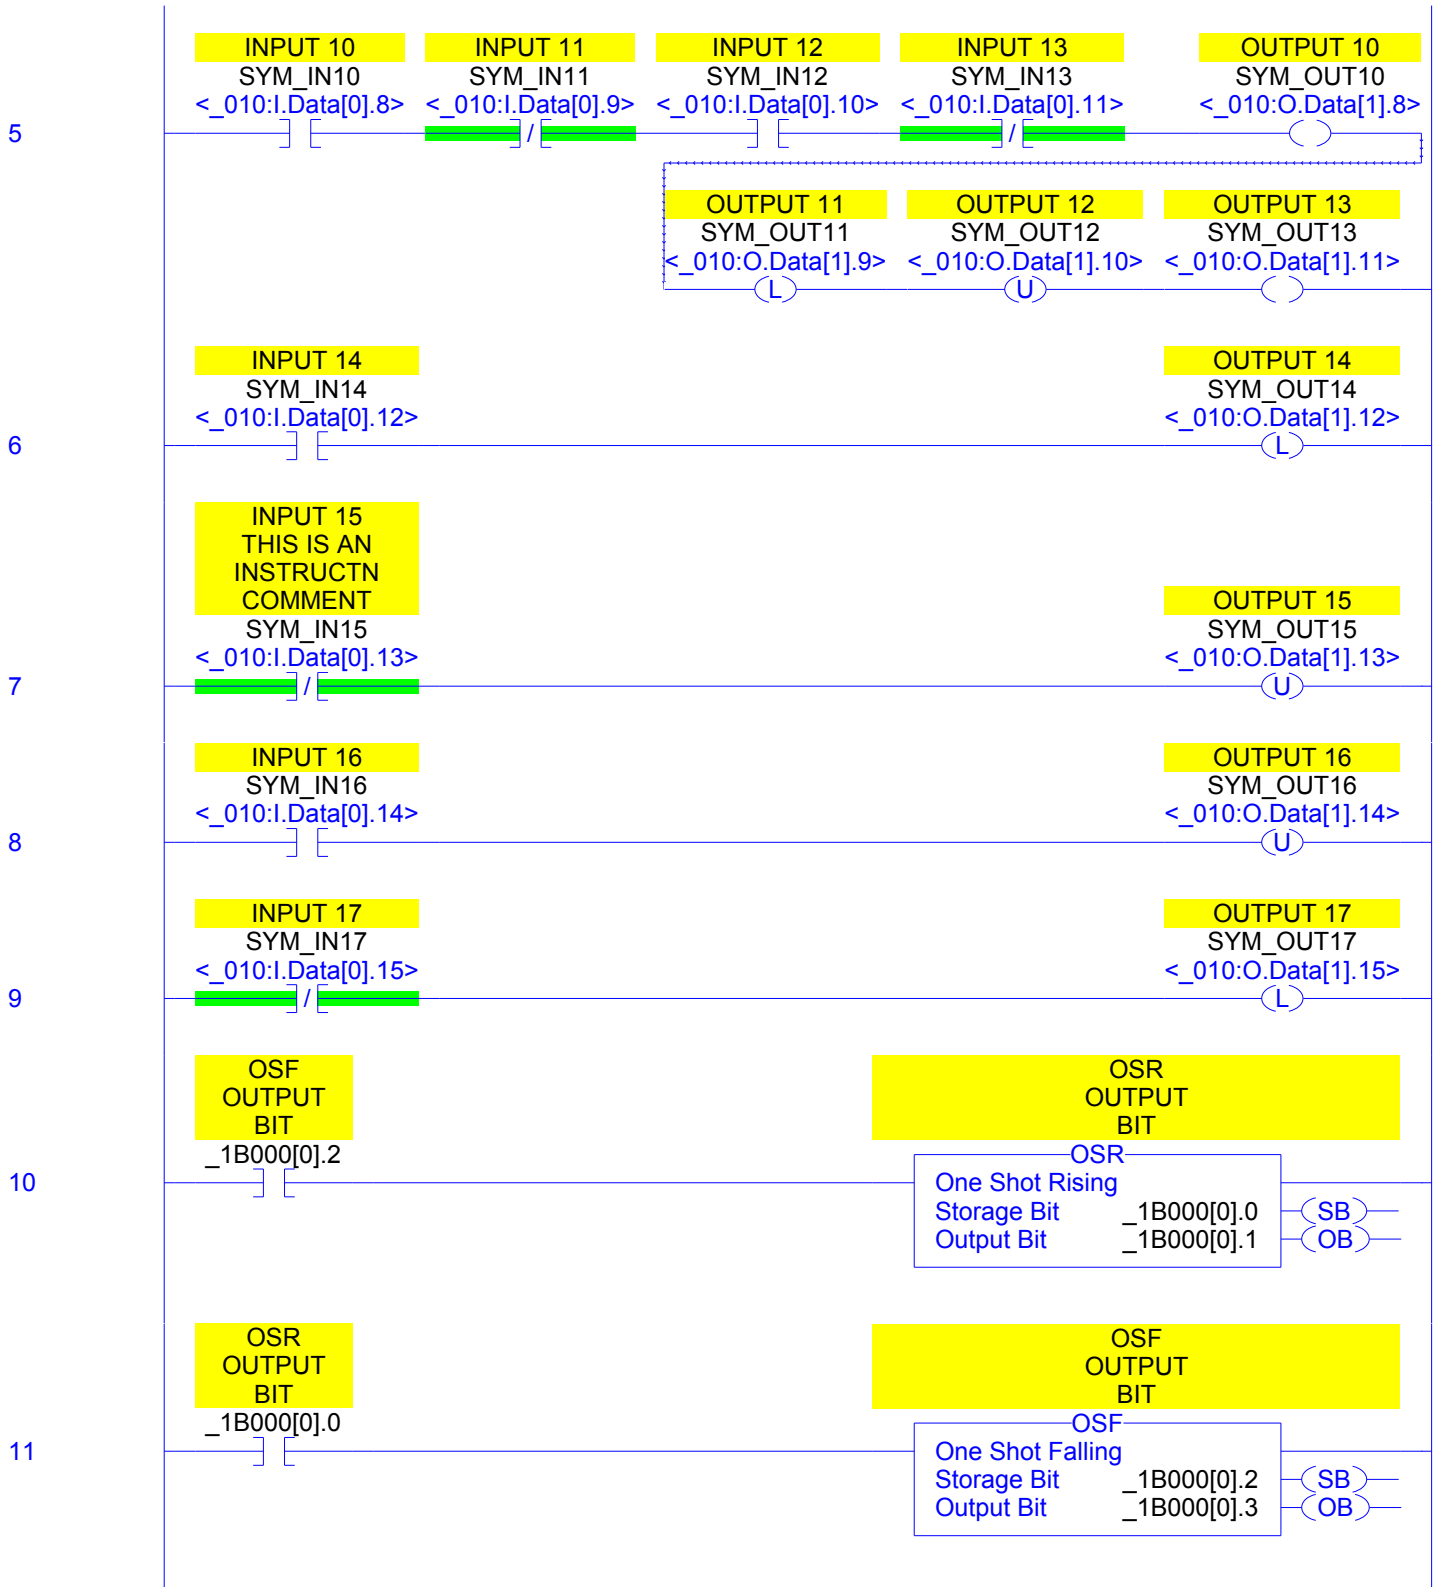 INPUT 10 INPUT 11 INPUT 12 INPUT 13 OUTPUT 10
SYM_IN10 SYM_IN11 SYM_IN12 SYM_IN13 SYM_OUT10
<_010:I.Data[0].8> <_010:I.Data[0].9> <_010:I.Data[0].10> <_010:I.Data[0].11> <_010:O.Data[1].8>
5 /  /
OUTPUT 11 OUTPUT 12 OUTPUT 13
SYM_OUT11 SYM_OUT12 SYM_OUT13
<_010:O.Data[1].9> <_010:O.Data[1].10> <_010:O.Data[1].11>
L U
INPUT 14 OUTPUT 14
SYM_IN14 SYM_OUT14
<_010:I.Data[0].12> <_010:O.Data[1].12>
6 L
INPUT 15
THIS IS AN
INSTRUCTN
COMMENT OUTPUT 15
SYM_IN15 SYM_OUT15
<_010:I.Data[0].13> <_010:O.Data[1].13>
7 / U
INPUT 16 OUTPUT 16
SYM_IN16 SYM_OUT16
<_010:I.Data[0].14> <_010:O.Data[1].14>
8 U
INPUT 17 OUTPUT 17
SYM_IN17 SYM_OUT17
<_010:I.Data[0].15> <_010:O.Data[1].15>
9 / L
OSF OSR
OUTPUT OUTPUT
BIT BIT
_1B000[0].2 OSR
10 One Shot Rising
Storage Bit _1B000[0].0 SB
Output Bit _1B000[0].1 OB
OSR OSF
OUTPUT OUTPUT
BIT BIT
_1B000[0].0 OSF
11 One Shot Falling
Storage Bit _1B000[0].2 SB
Output Bit _1B000[0].3 OB